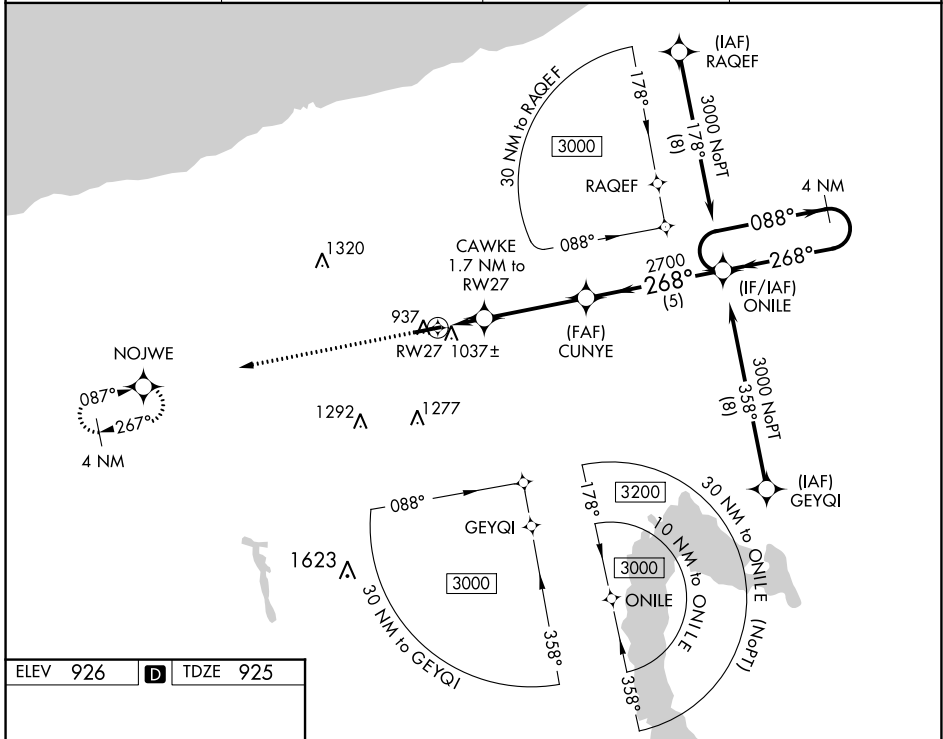 (IAF)
RAQEF
30 NM to RAQEF
178°
3000 NoPT
178°
(8)
3000
RAQEF
088°
4 NM
088°
268°
1320
CAWKE
1.7 NM to
RW27
2700
268°
(5)
(IF/IAF)
ONILE
937
RW27
1037±
(FAF)
CUNYE
NOJWE
087°
267°
4 NM
1292
1277
3000 NoPT
358°
(8)
(IAF)
GEYQI
088°
GEYQI
3000
358°
30 NM to GEYQI
1623
178°
3200
30 NM to ONILE (NoPT)
10 NM to ONILE
3000
ONILE
358°
ELEV 926 D TDZE 925